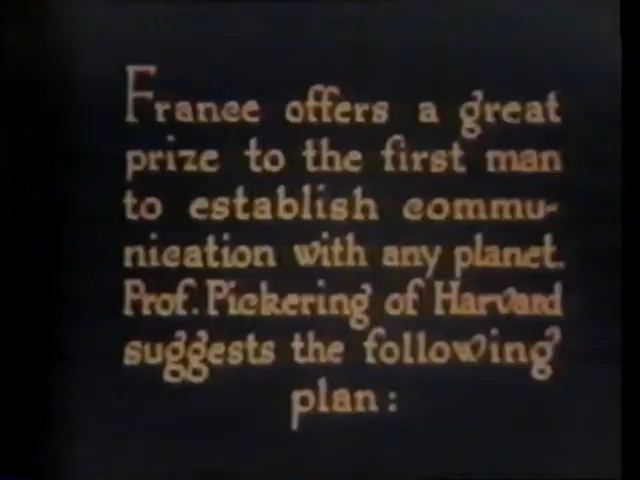 France offers a great
prize to the first man
to establish commu-
nication with any planet.
Prof. Pickering of Harvard
suggests the following
plan: